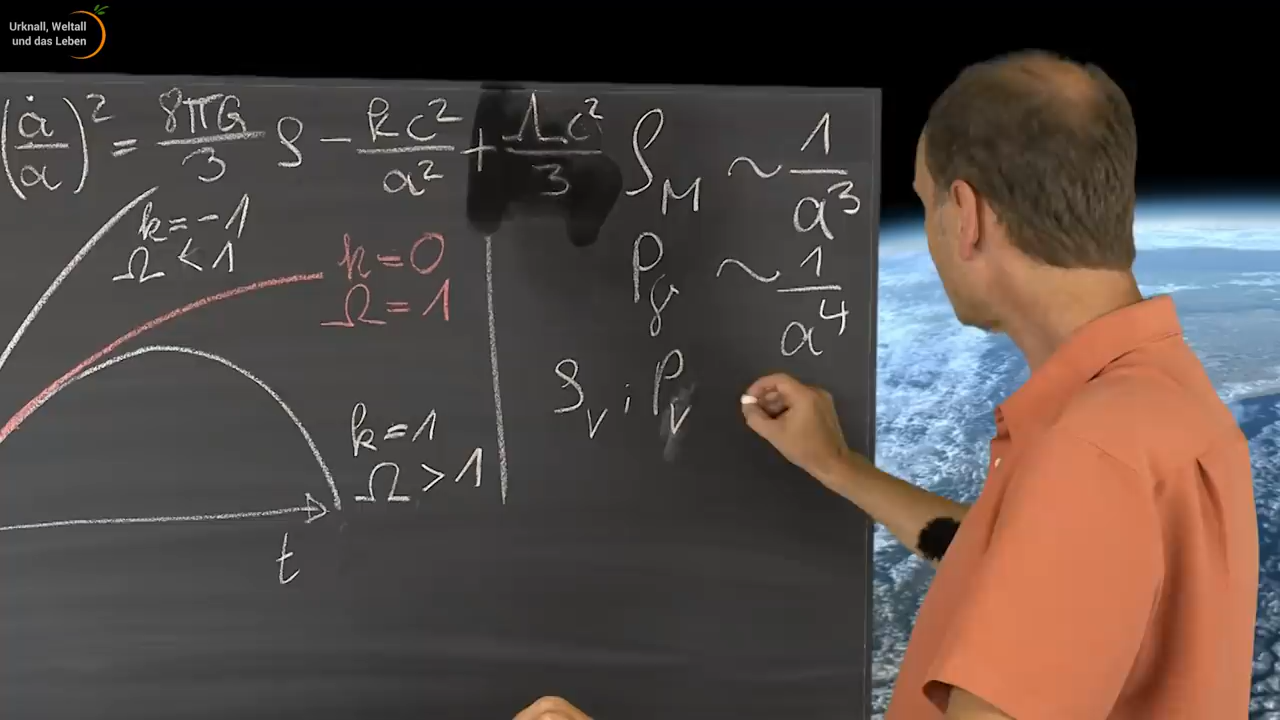 Urknall, Weltall
und das Leben
(ȧ/a)² = 8πG/3 ρ − kc²/a² + Λc²/3
ρ_M ~ 1/a³
k=-1
Ω<1
k=0
Ω=1
ρ_γ ~ 1/a⁴
ρ_V ; P_V
k=1
Ω>1
t